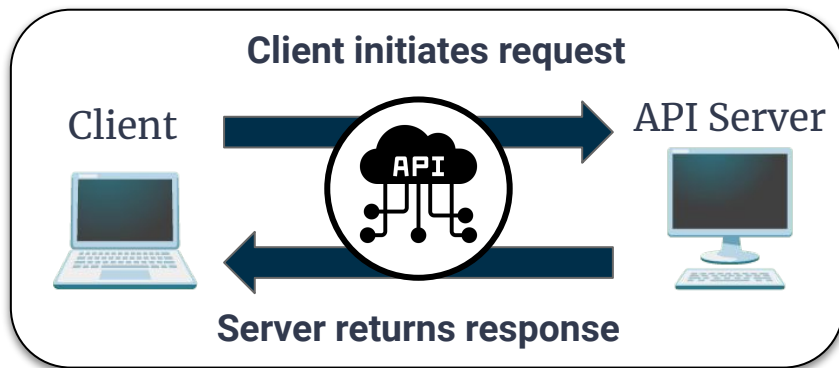 Client initiates request
Client
API Server
API
Server returns response